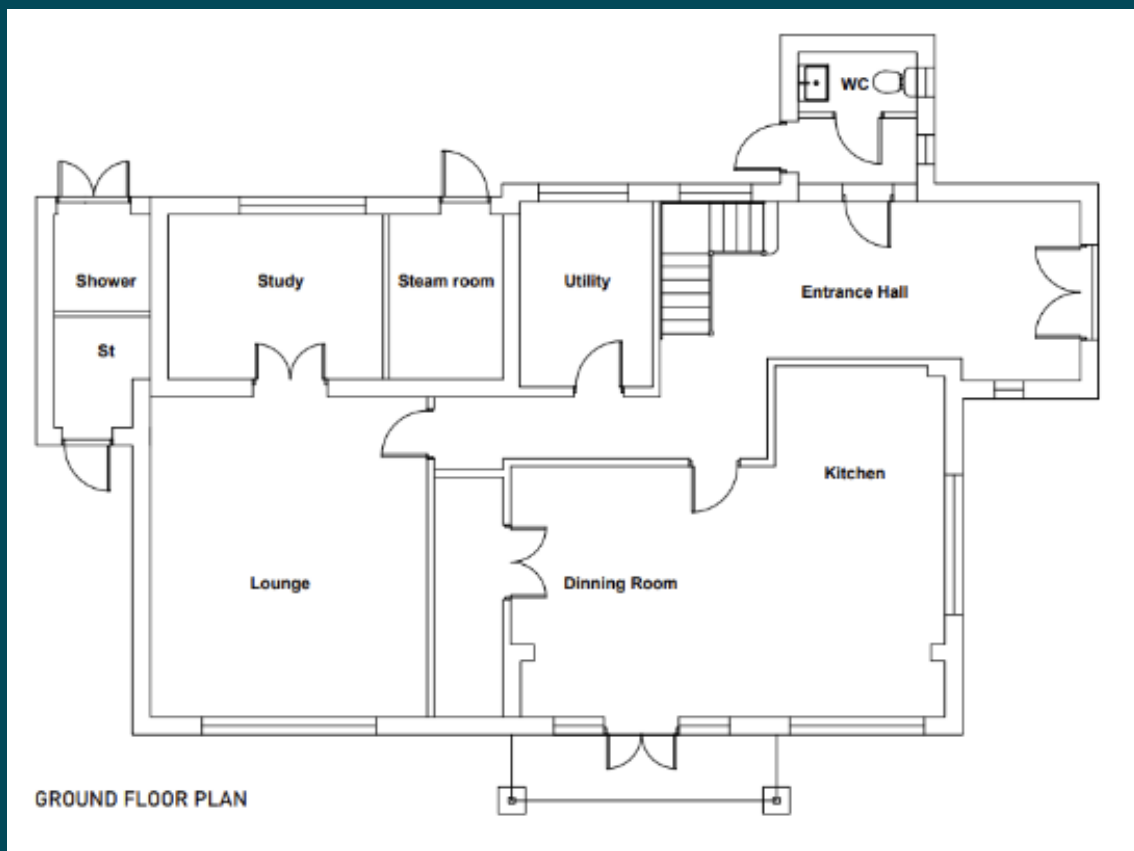 WC
Shower
Study
Steam room
Utility
Entrance Hall
St
Kitchen
Lounge
Dinning Room
GROUND FLOOR PLAN